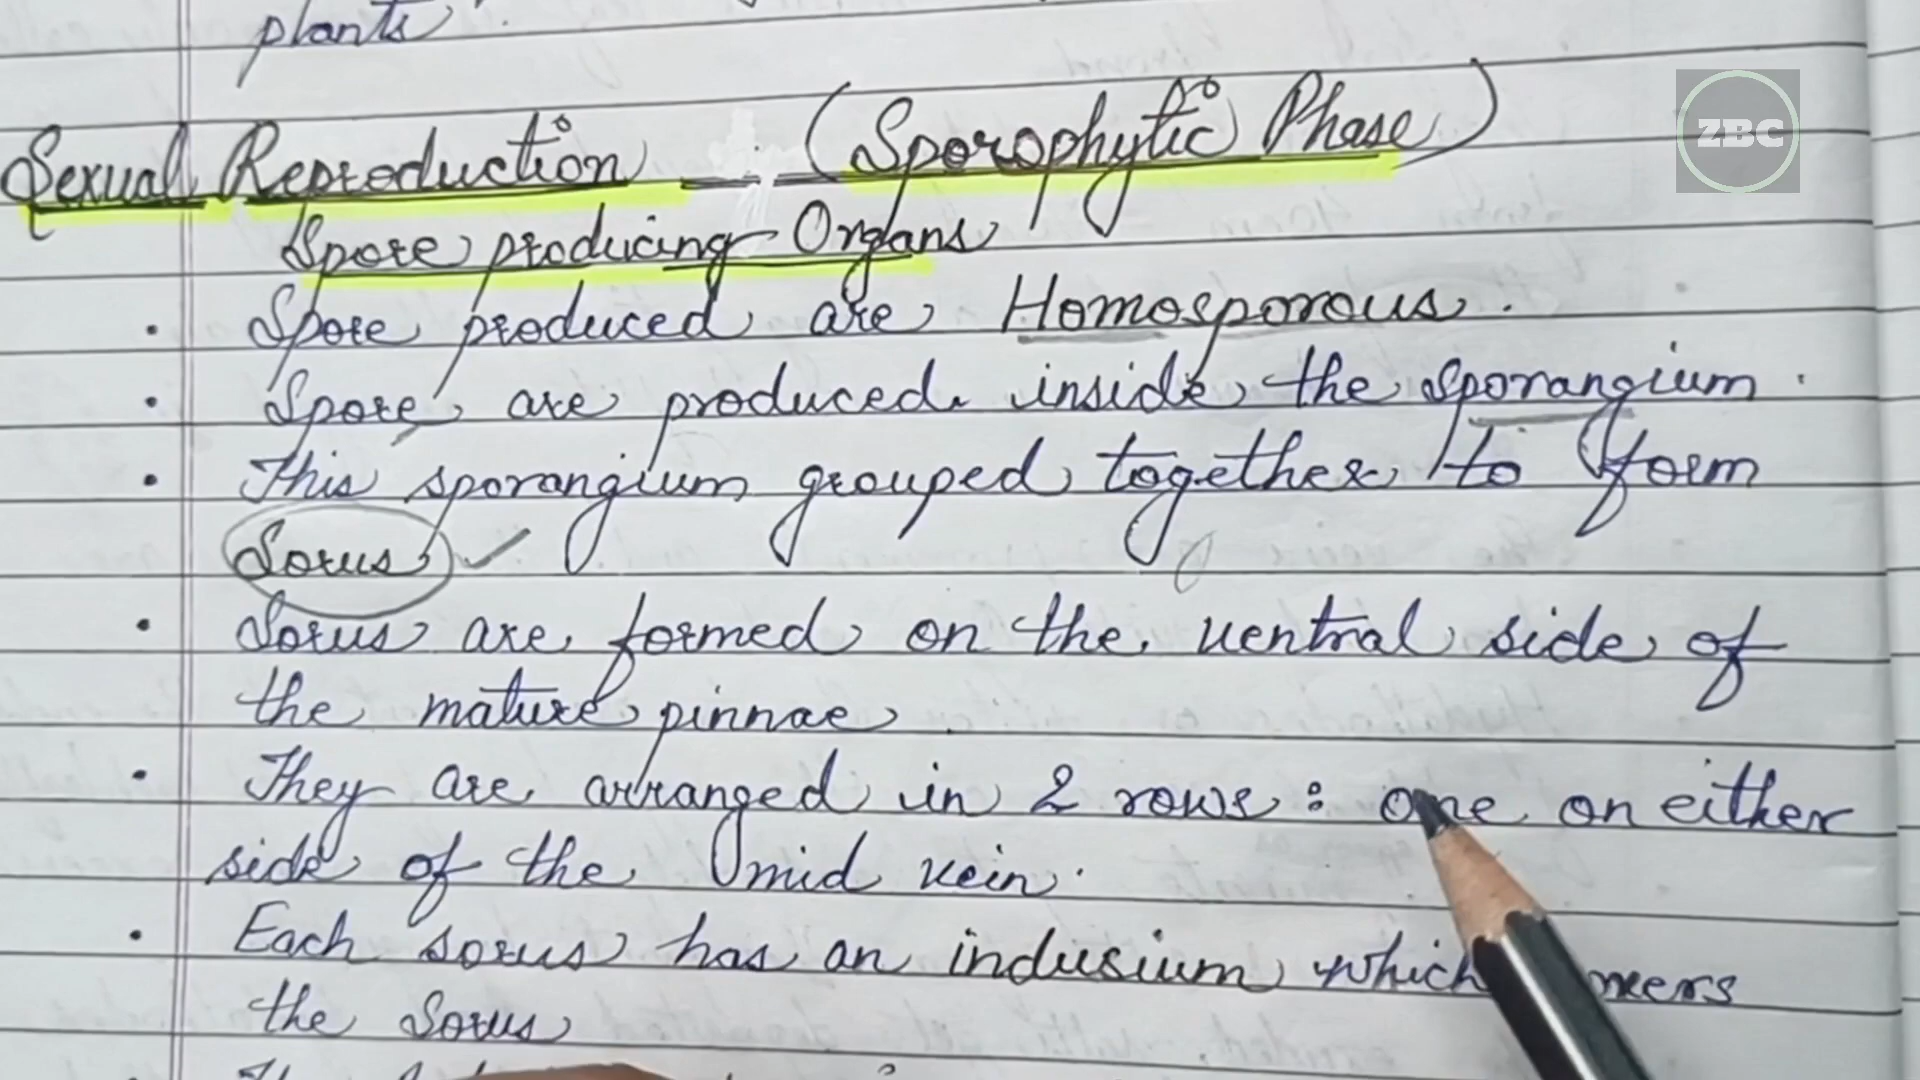 plants.
Sexual Reproduction — (Sporophytic Phase)
Spore producing Organs
• Spore produced are Homosporous.
• Spore are produced inside the sporangium.
• This sporangium grouped together to form
Sorus ✓
• Sorus are formed on the ventral side of
the mature pinnae
• They are arranged in 2 rows : one on either
side of the mid vein.
• Each sorus has an indusium which
the Sorus
ZBC